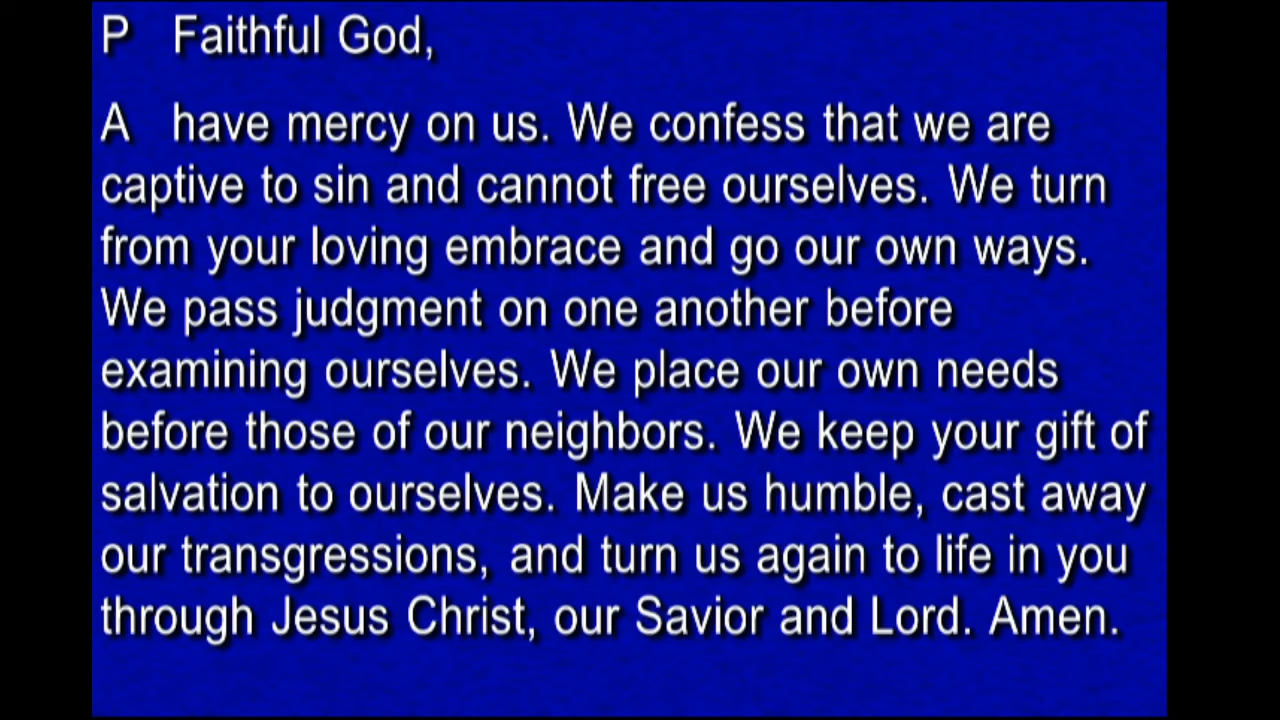 P Faithful God,
A have mercy on us. We confess that we are
captive to sin and cannot free ourselves. We turn
from your loving embrace and go our own ways.
We pass judgment on one another before
examining ourselves. We place our own needs
before those of our neighbors. We keep your gift of
salvation to ourselves. Make us humble, cast away
our transgressions, and turn us again to life in you
through Jesus Christ, our Savior and Lord. Amen.